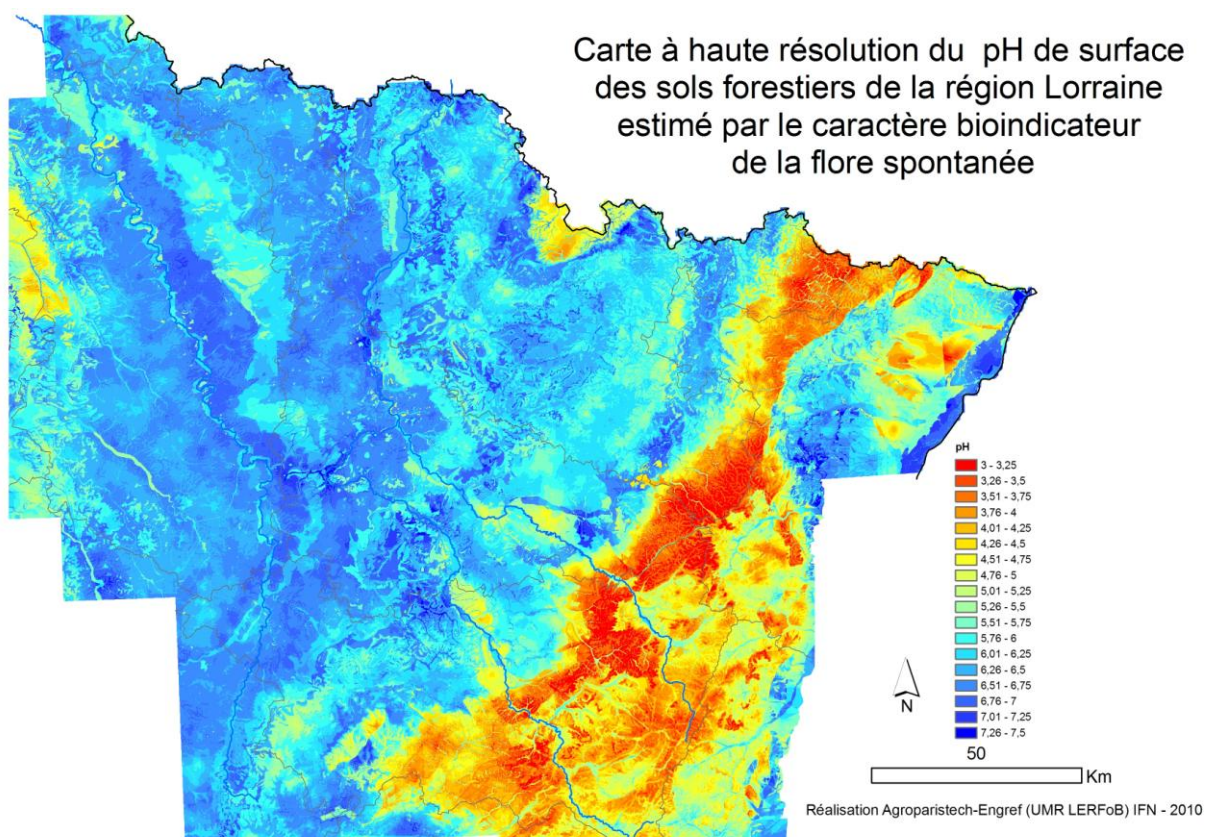 Carte à haute résolution du pH de surface
des sols forestiers de la région Lorraine
estimé par le caractère bioindicateur
de la flore spontanée
pH
3 - 3,25
3,26 - 3,5
3,51 - 3,75
3,76 - 4
4,01 - 4,25
4,26 - 4,5
4,51 - 4,75
4,76 - 5
5,01 - 5,25
5,26 - 5,5
5,51 - 5,75
5,76 - 6
6,01 - 6,25
6,26 - 6,5
6,51 - 6,75
6,76 - 7
7,01 - 7,25
7,26 - 7,5
N
50
Km
Réalisation Agroparistech-Engref (UMR LERFoB) IFN - 2010